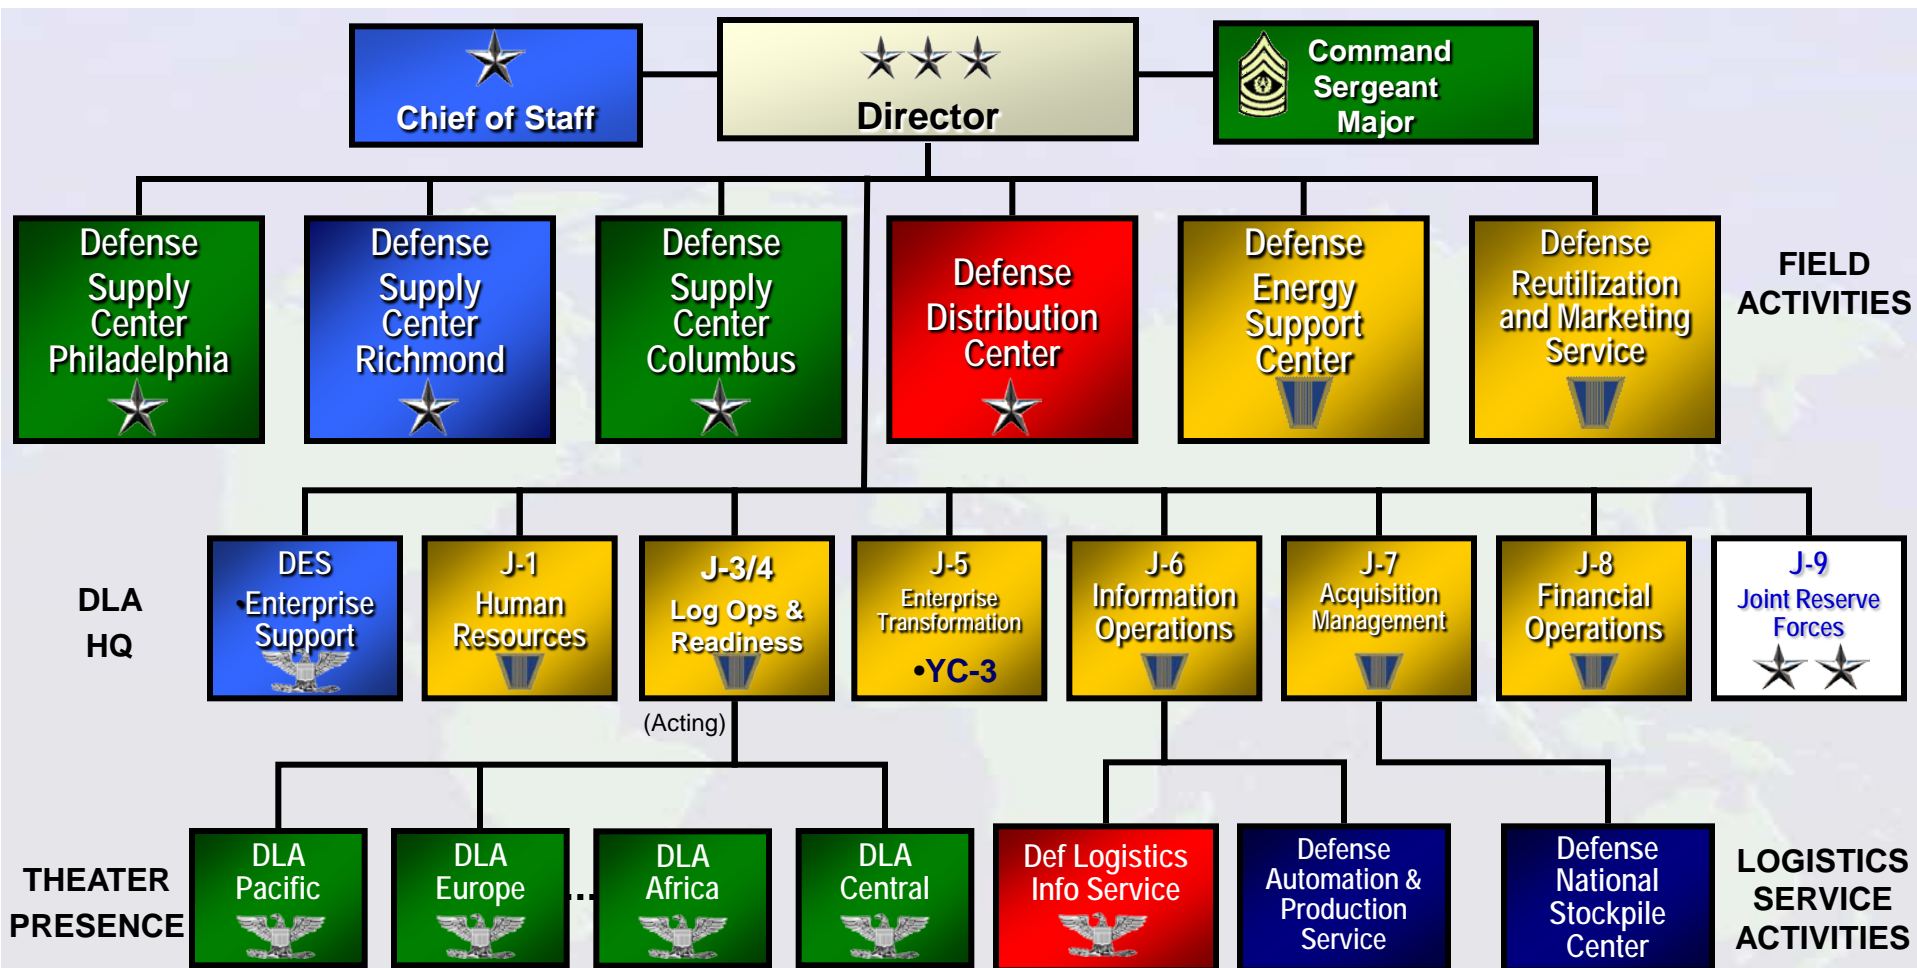 Chief of Staff
Director
Command
Sergeant
Major
Defense
Supply
Center
Philadelphia
Defense
Supply
Center
Richmond
Defense
Supply
Center
Columbus
Defense
Distribution
Center
Defense
Energy
Support
Center
Defense
Reutilization
and Marketing
Service
FIELD
ACTIVITIES
DLA
HQ
DES
•Enterprise
Support
J-1
Human
Resources
J-3/4
Log Ops &
Readiness
(Acting)
J-5
Enterprise
Transformation
•YC-3
J-6
Information
Operations
J-7
Acquisition
Management
J-8
Financial
Operations
J-9
Joint Reserve
Forces
THEATER
PRESENCE
DLA
Pacific
DLA
Europe
...
DLA
Africa
DLA
Central
Def Logistics
Info Service
Defense
Automation &
Production
Service
Defense
National
Stockpile
Center
LOGISTICS
SERVICE
ACTIVITIES